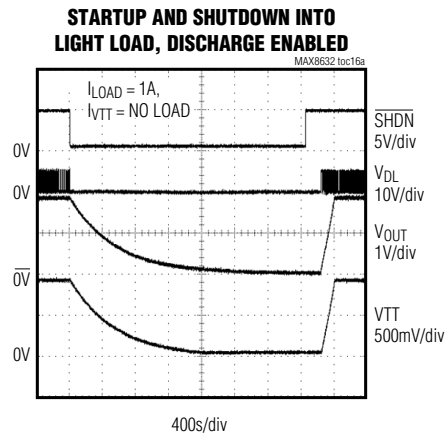 STARTUP AND SHUTDOWN INTO
LIGHT LOAD, DISCHARGE ENABLED
MAX8632 toc16a
ILOAD = 1A,
IVTT = NO LOAD
SHDN
5V/div
0V
VDL
10V/div
0V
VOUT
1V/div
0V
VTT
500mV/div
0V
400s/div